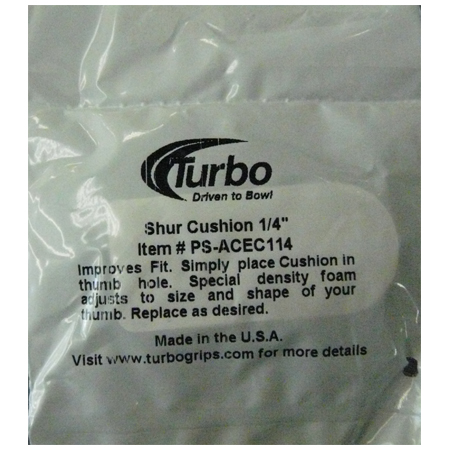 Turbo
Driven to Bowl
Shur Cushion 1/4"
Item # PS-ACEC114
Improves Fit. Simply place Cushion in
thumb hole. Special density foam
adjusts to size and shape of your
thumb. Replace as desired.
Made in the U.S.A.
Visit www.turbogrips.com for more details